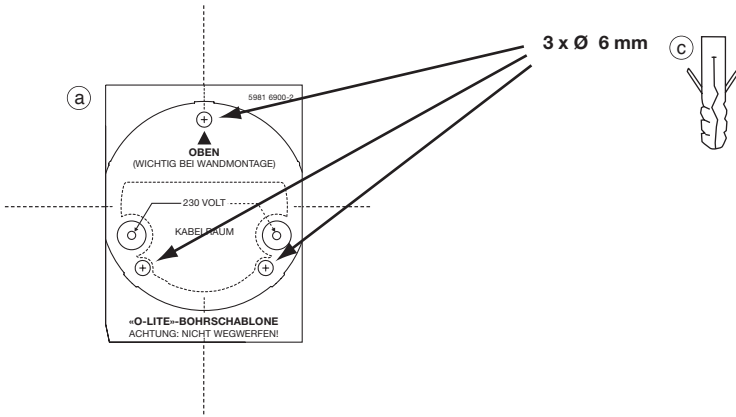 3 x Ø 6 mm
c
a
5981 6900-2
OBEN
(WICHTIG BEI WANDMONTAGE)
230 VOLT
KABELRAUM
«O-LITE»-BOHRSCHABLONE
ACHTUNG: NICHT WEGWERFEN!